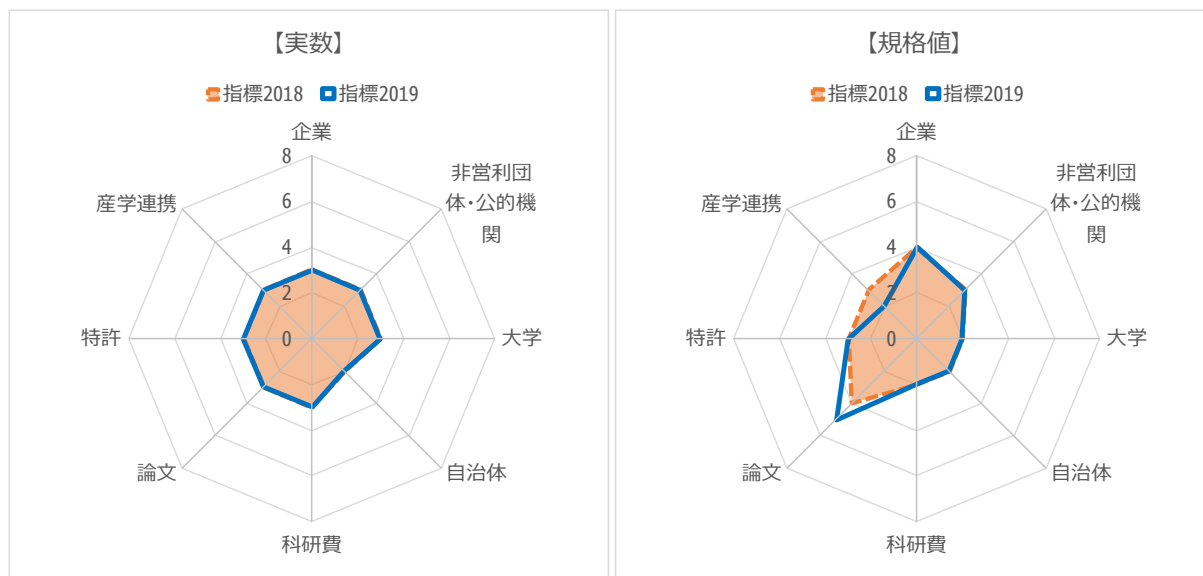 【実数】
指標2018 指標2019
企業
非営利団
体・公的機
関
大学
自治体
科研費
論文
特許
産学連携
8
6
4
2
0
【規格値】
指標2018 指標2019
企業
非営利団
体・公的機
関
大学
自治体
科研費
論文
特許
産学連携
8
6
4
2
0